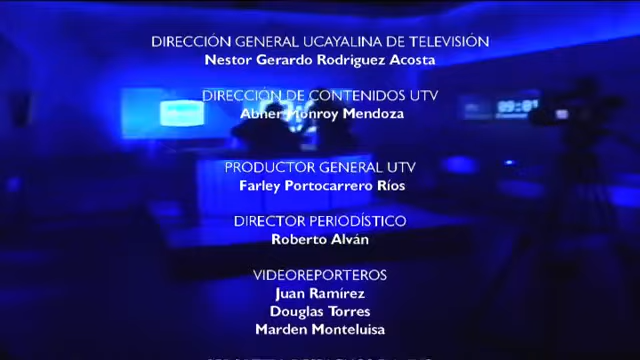 DIRECCIÓN GENERAL UCAYALINA DE TELEVISIÓN
Nestor Gerardo Rodriguez Acosta
DIRECCIÓN DE CONTENIDOS UTV
Abner Monroy Mendoza
PRODUCTOR GENERAL UTV
Farley Portocarrero Ríos
DIRECTOR PERIODÍSTICO
Roberto Alván
VIDEOREPORTEROS
Juan Ramírez
Douglas Torres
Marden Monteluisa